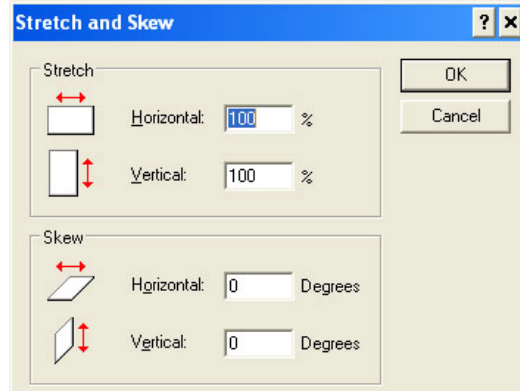 Stretch and Skew ? ×
Stretch
Horizontal: 100 %
Vertical: 100 %
OK
Cancel
Skew
Horizontal: 0 Degrees
Vertical: 0 Degrees